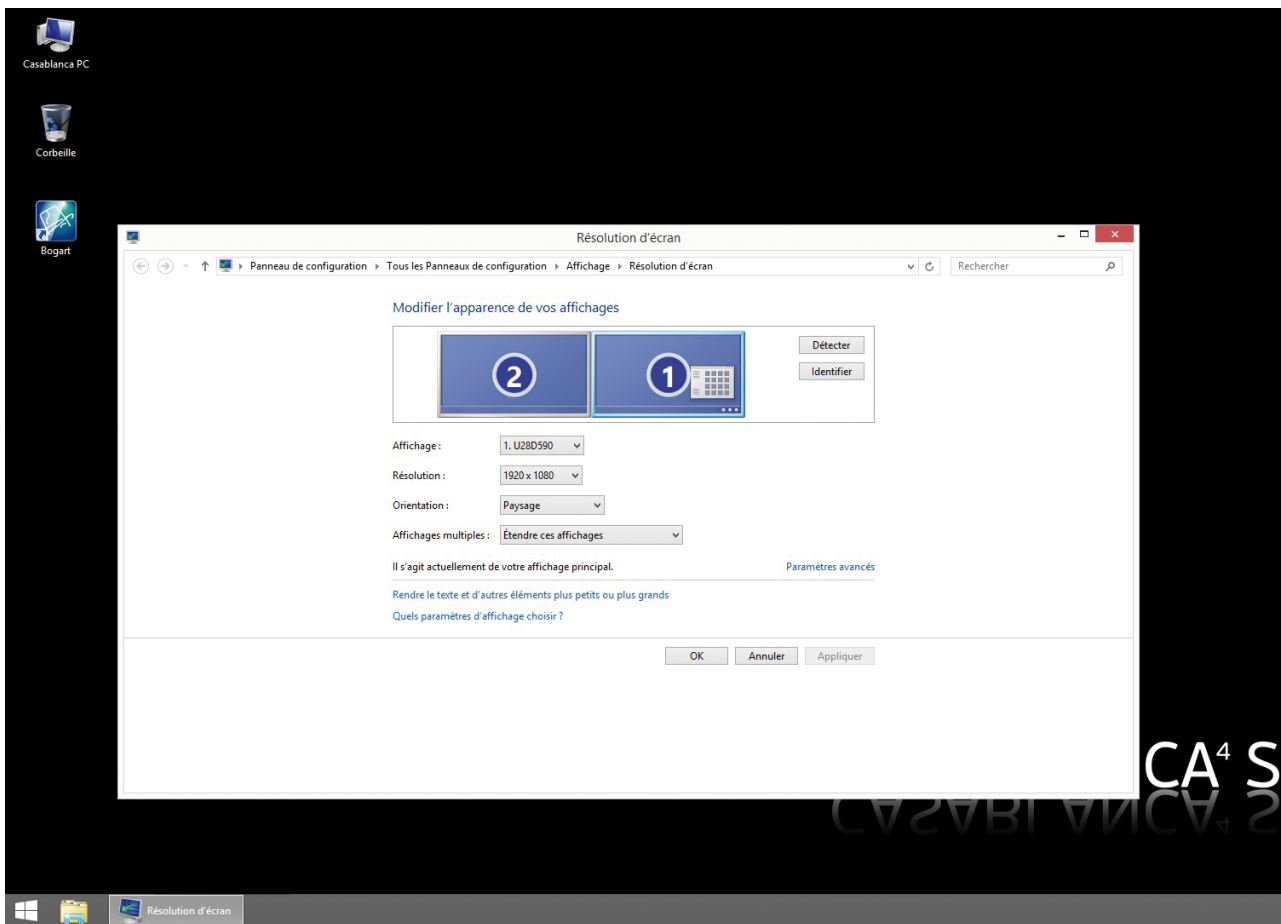 Casablanca PC
Corbeille
Bogart
Résolution d'écran
Panneau de configuration ▸ Tous les Panneaux de configuration ▸ Affichage ▸ Résolution d'écran
Rechercher
Modifier l'apparence de vos affichages
2
1
Détecter
Identifier
Affichage :
1. U28D590
Résolution :
1920 x 1080
Orientation :
Paysage
Affichages multiples :
Étendre ces affichages
Il s'agit actuellement de votre affichage principal.
Paramètres avancés
Rendre le texte et d'autres éléments plus petits ou plus grands
Quels paramètres d'affichage choisir ?
OK
Annuler
Appliquer
CA⁴ S
CASABLANCA⁴ S
Résolution d'écran